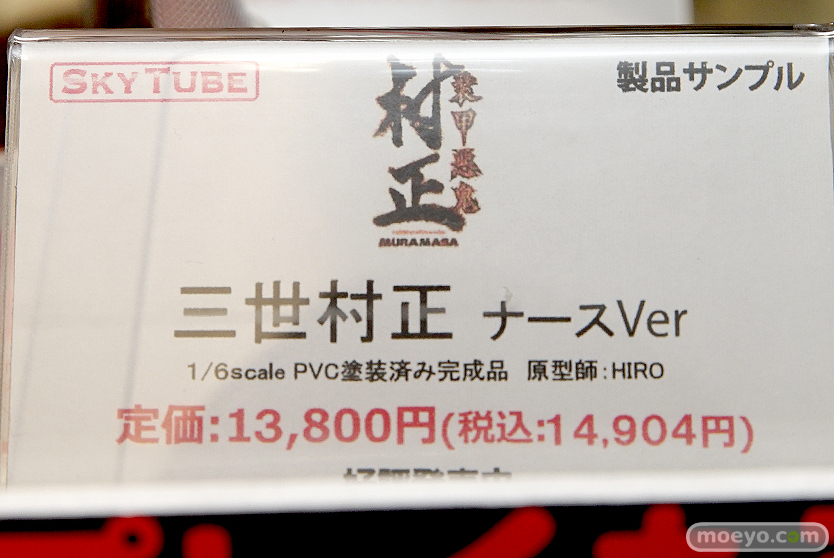 SKYTUBE
製品サンプル
装甲悪鬼
村正
MURAMASA
三世村正 ナースVer
1/6scale PVC塗装済み完成品 原型師:HIRO
定価:13,800円(税込:14,904円)
moeyo.com